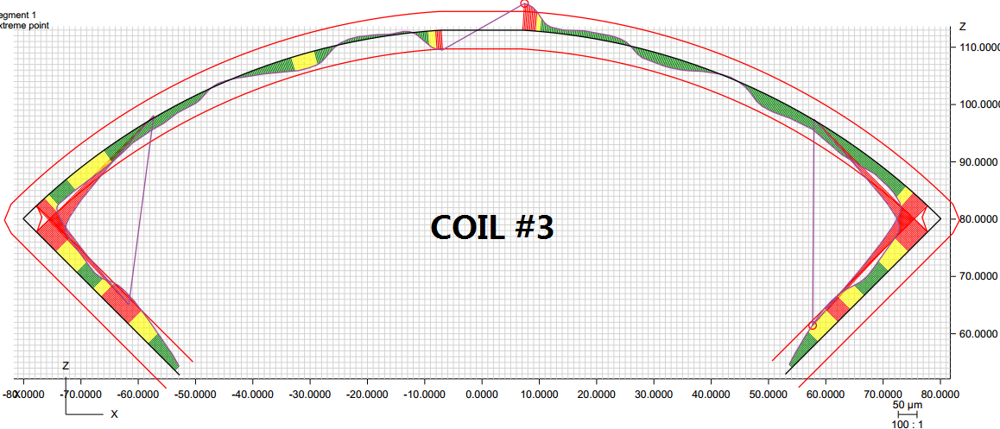 egment 1
xtreme point
Z
110.0000
100.0000
90.0000
COIL #3
80.0000
70.0000
60.0000
Z
X
-70.0000 -60.0000 -50.0000 -40.0000 -30.0000 -20.0000 -10.0000 0.0000 10.0000 20.0000 30.0000 40.0000 50.0000 60.0000 70.0000 80.0000
X
50 µm
100 : 1